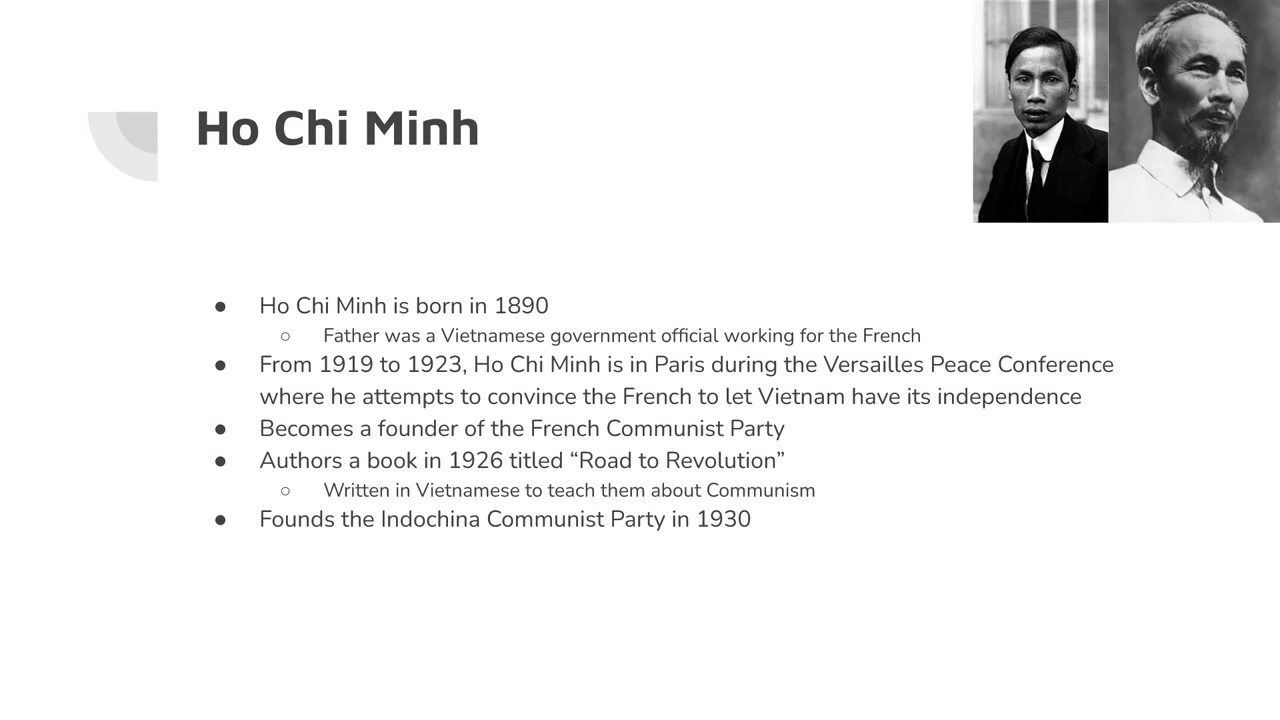 Ho Chi Minh
● Ho Chi Minh is born in 1890
○ Father was a Vietnamese government official working for the French
● From 1919 to 1923, Ho Chi Minh is in Paris during the Versailles Peace Conference
where he attempts to convince the French to let Vietnam have its independence
● Becomes a founder of the French Communist Party
● Authors a book in 1926 titled “Road to Revolution”
○ Written in Vietnamese to teach them about Communism
● Founds the Indochina Communist Party in 1930